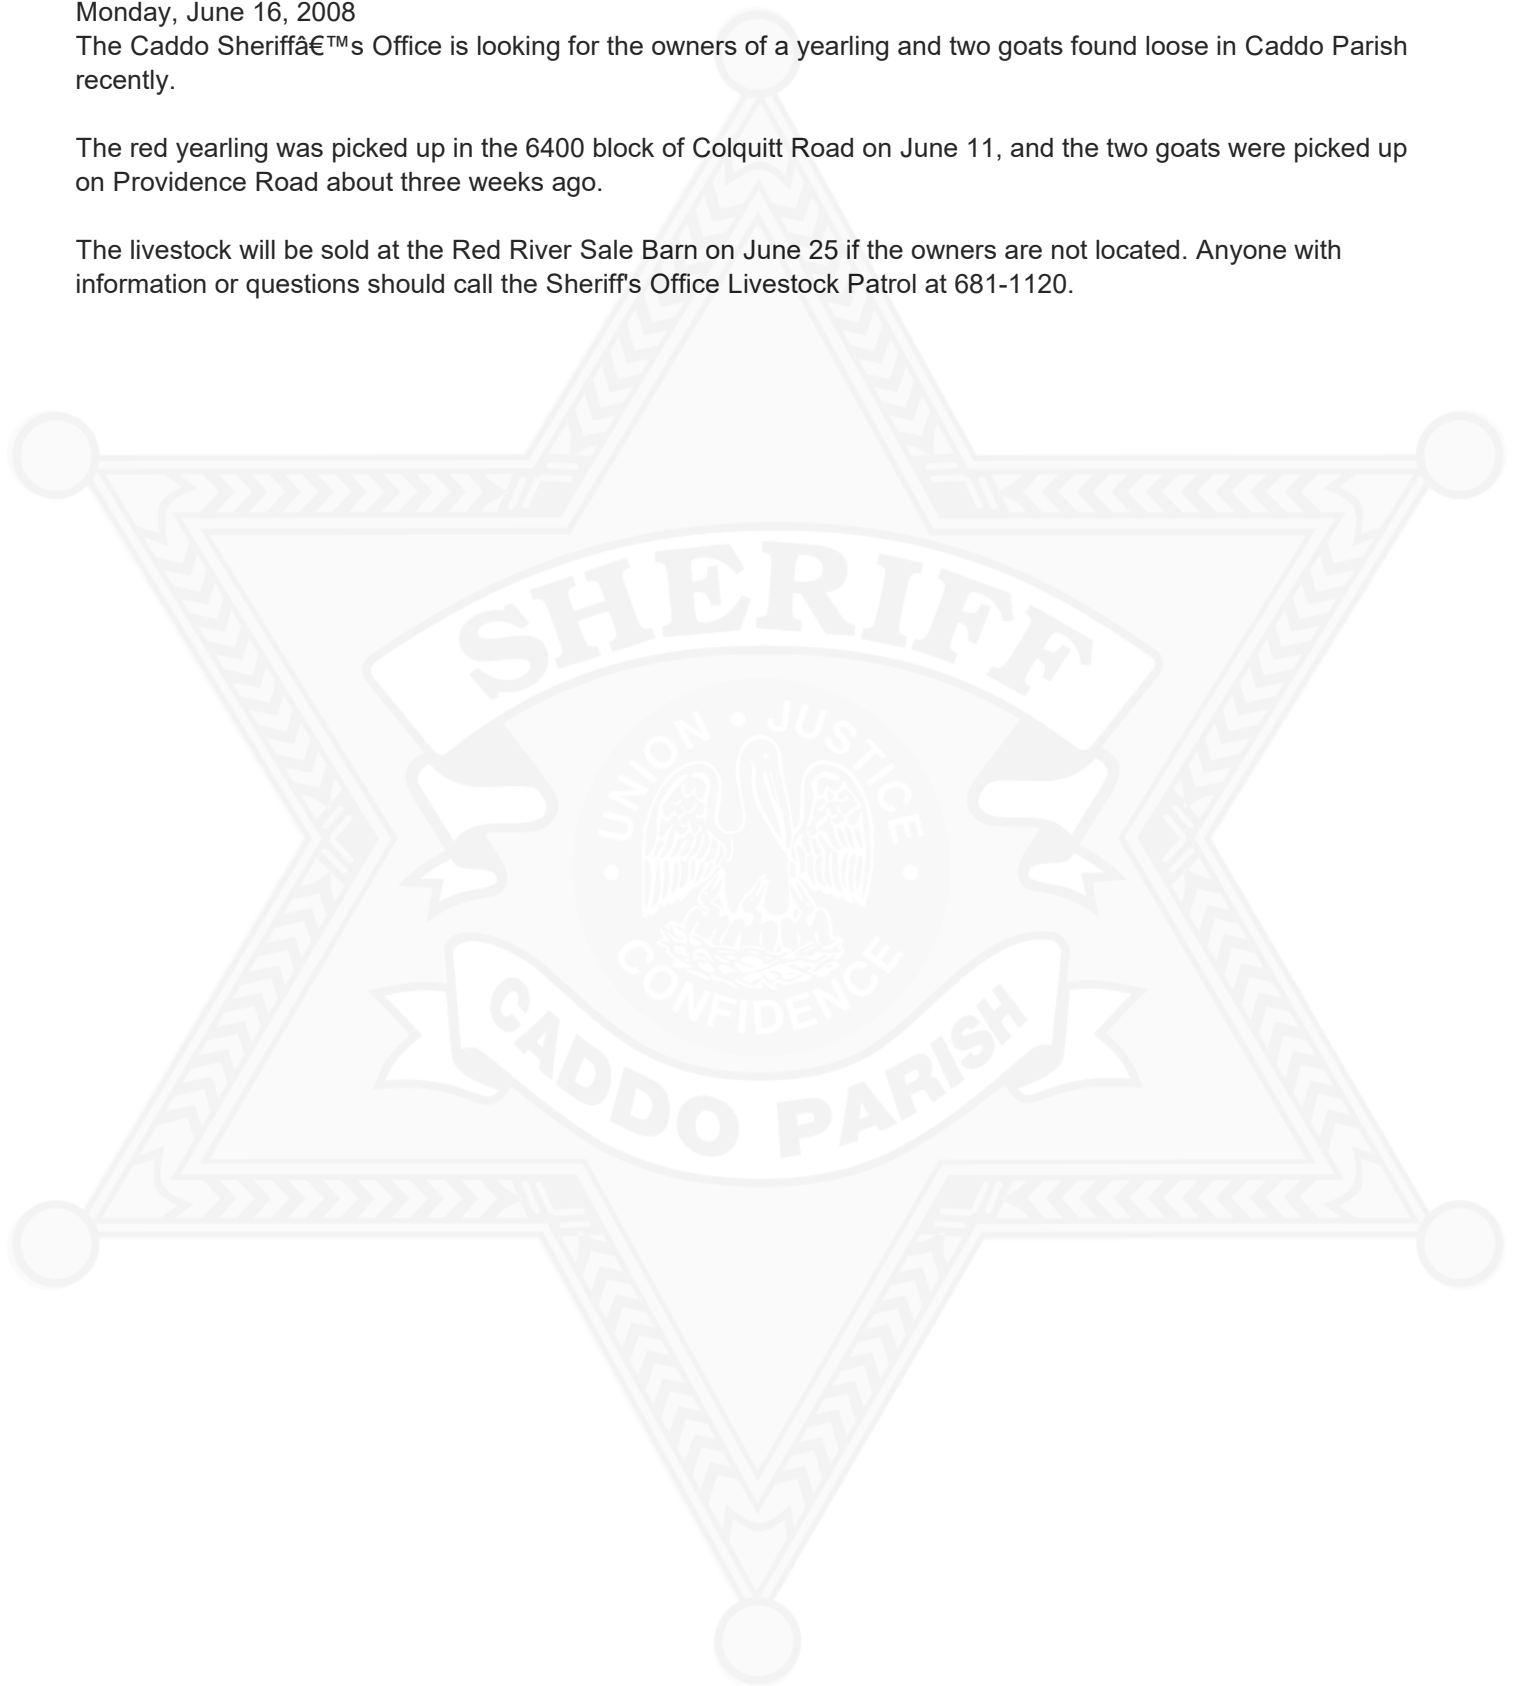 Monday, June 16, 2008
The Caddo Sheriffâ€™s Office is looking for the owners of a yearling and two goats found loose in Caddo Parish
recently.
The red yearling was picked up in the 6400 block of Colquitt Road on June 11, and the two goats were picked up
on Providence Road about three weeks ago.
The livestock will be sold at the Red River Sale Barn on June 25 if the owners are not located. Anyone with
information or questions should call the Sheriff's Office Livestock Patrol at 681-1120.
SHERIFF
UNION • JUSTICE
• CONFIDENCE •
CADDO PARISH